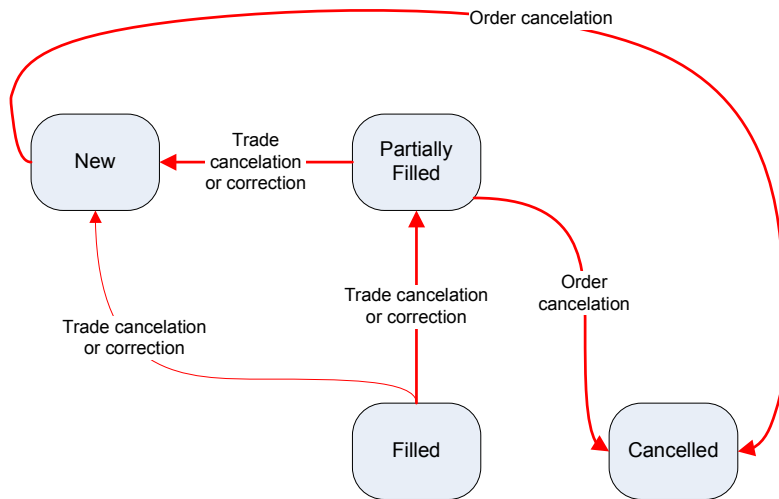 Order cancelation
New
Trade
cancelation
or correction
Partially
Filled
Order
cancelation
Trade cancelation
or correction
Trade cancelation
or correction
Filled
Cancelled